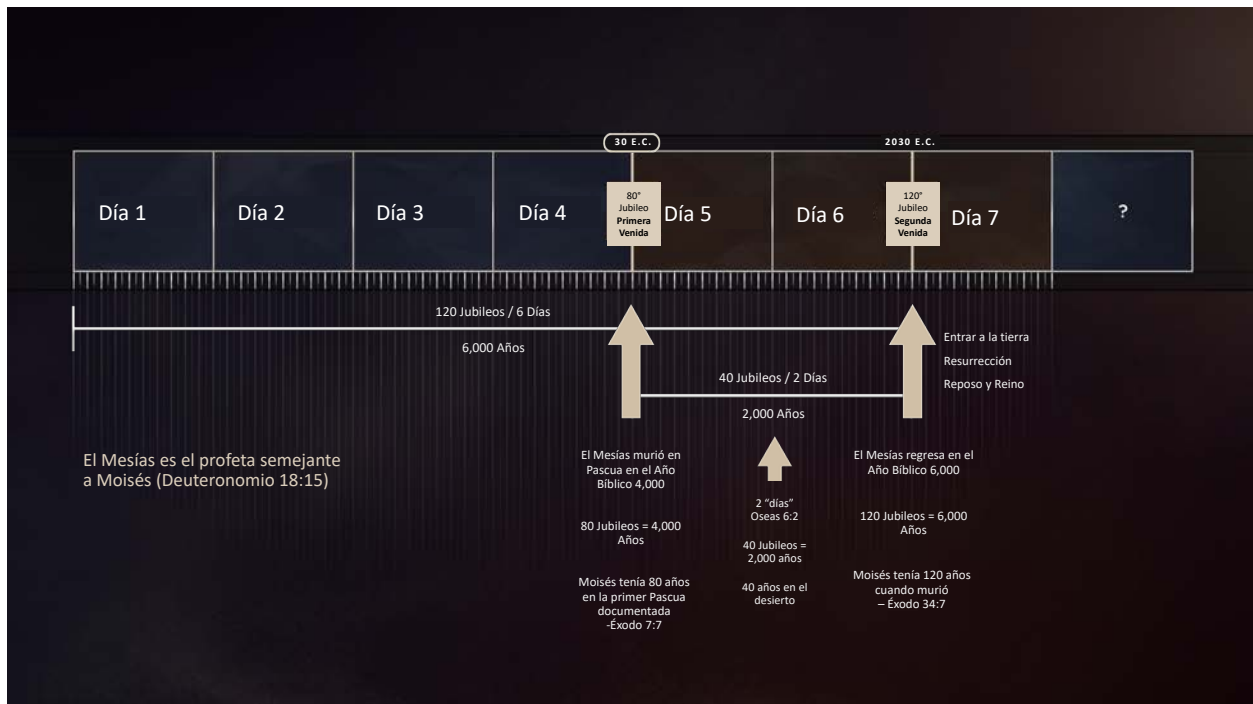 30 E.C.
2030 E.C.
Día 1
Día 2
Día 3
Día 4
80°
Jubileo
Primera
Venida
Día 5
Día 6
120°
Jubileo
Segunda
Venida
Día 7
?
120 Jubileos / 6 Días
6,000 Años
40 Jubileos / 2 Días
2,000 Años
Entrar a la tierra
Resurrección
Reposo y Reino
El Mesías es el profeta semejante
a Moisés (Deuteronomio 18:15)
El Mesías murió en
Pascua en el Año
Bíblico 4,000
80 Jubileos = 4,000
Años
Moisés tenía 80 años
en la primer Pascua
documentada
-Éxodo 7:7
2 “días”
Oseas 6:2
40 Jubileos =
2,000 años
40 años en el
desierto
El Mesías regresa en el
Año Bíblico 6,000
120 Jubileos = 6,000
Años
Moisés tenía 120 años
cuando murió
– Éxodo 34:7